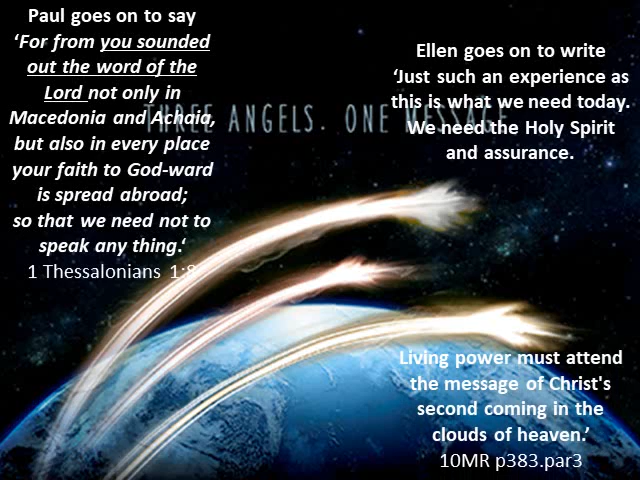 Paul goes on to say
‘For from you sounded
out the word of the
Lord not only in
Macedonia and Achaia,
but also in every place
your faith to God-ward
is spread abroad;
so that we need not to
speak any thing.‘
1 Thessalonians 1:8
THREE ANGELS. ONE MESSAGE
Ellen goes on to write
‘Just such an experience as
this is what we need today.
We need the Holy Spirit
and assurance.
Living power must attend
the message of Christ's
second coming in the
clouds of heaven.’
10MR p383.par3